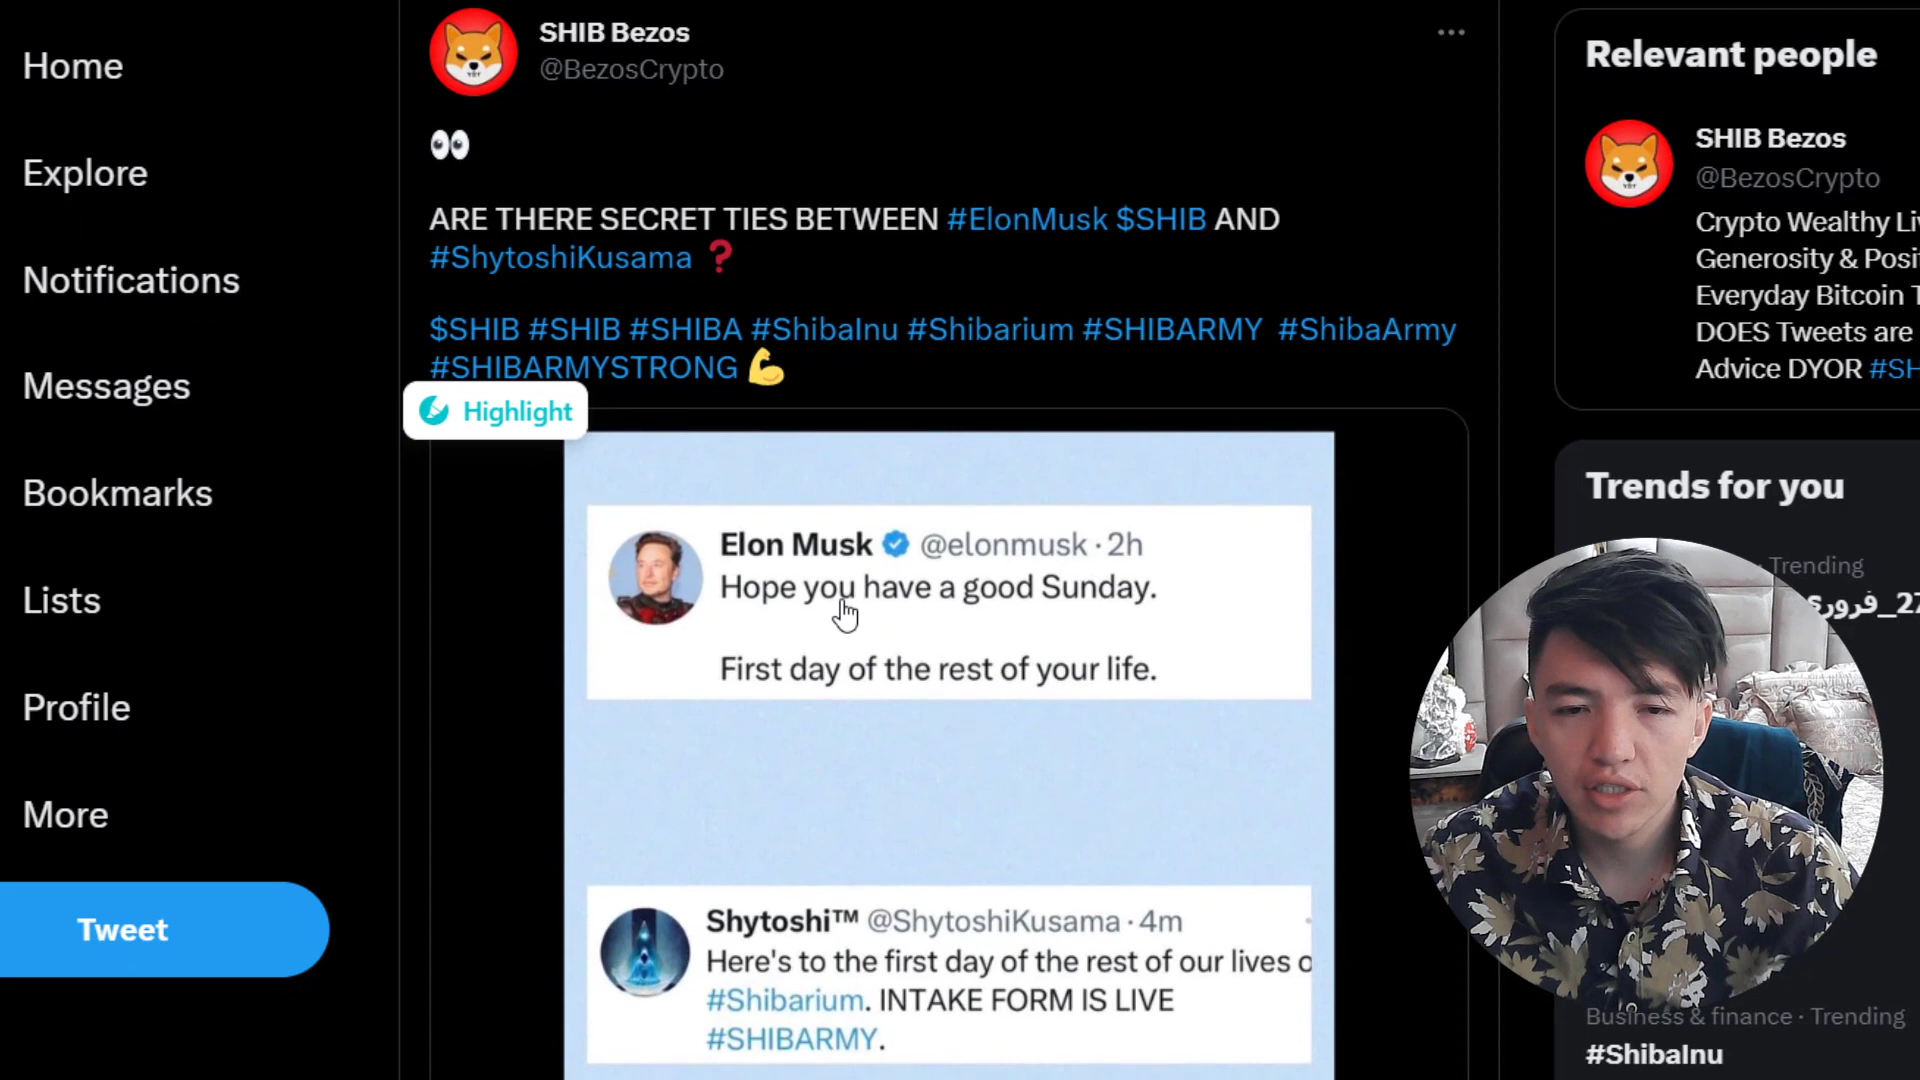 Home
Explore
Notifications
Messages
Bookmarks
Lists
Profile
More
Tweet
SHIB Bezos
@BezosCrypto
ARE THERE SECRET TIES BETWEEN #ElonMusk $SHIB AND
#ShytoshiKusama ❓
$SHIB #SHIB #SHIBA #ShibaInu #Shibarium #SHIBARMY #ShibaArmy
#SHIBARMYSTRONG
Highlight
Elon Musk @elonmusk · 2h
Hope you have a good Sunday.
First day of the rest of your life.
Shytoshi™ @ShytoshiKusama · 4m
Here's to the first day of the rest of our lives o
#Shibarium. INTAKE FORM IS LIVE
#SHIBARMY.
Relevant people
SHIB Bezos
@BezosCrypto
Crypto Wealthy Liv
Generosity & Posit
Everyday Bitcoin T
DOES Tweets are
Advice DYOR #SH
Trends for you
Trending
Business & finance · Trending
#ShibaInu